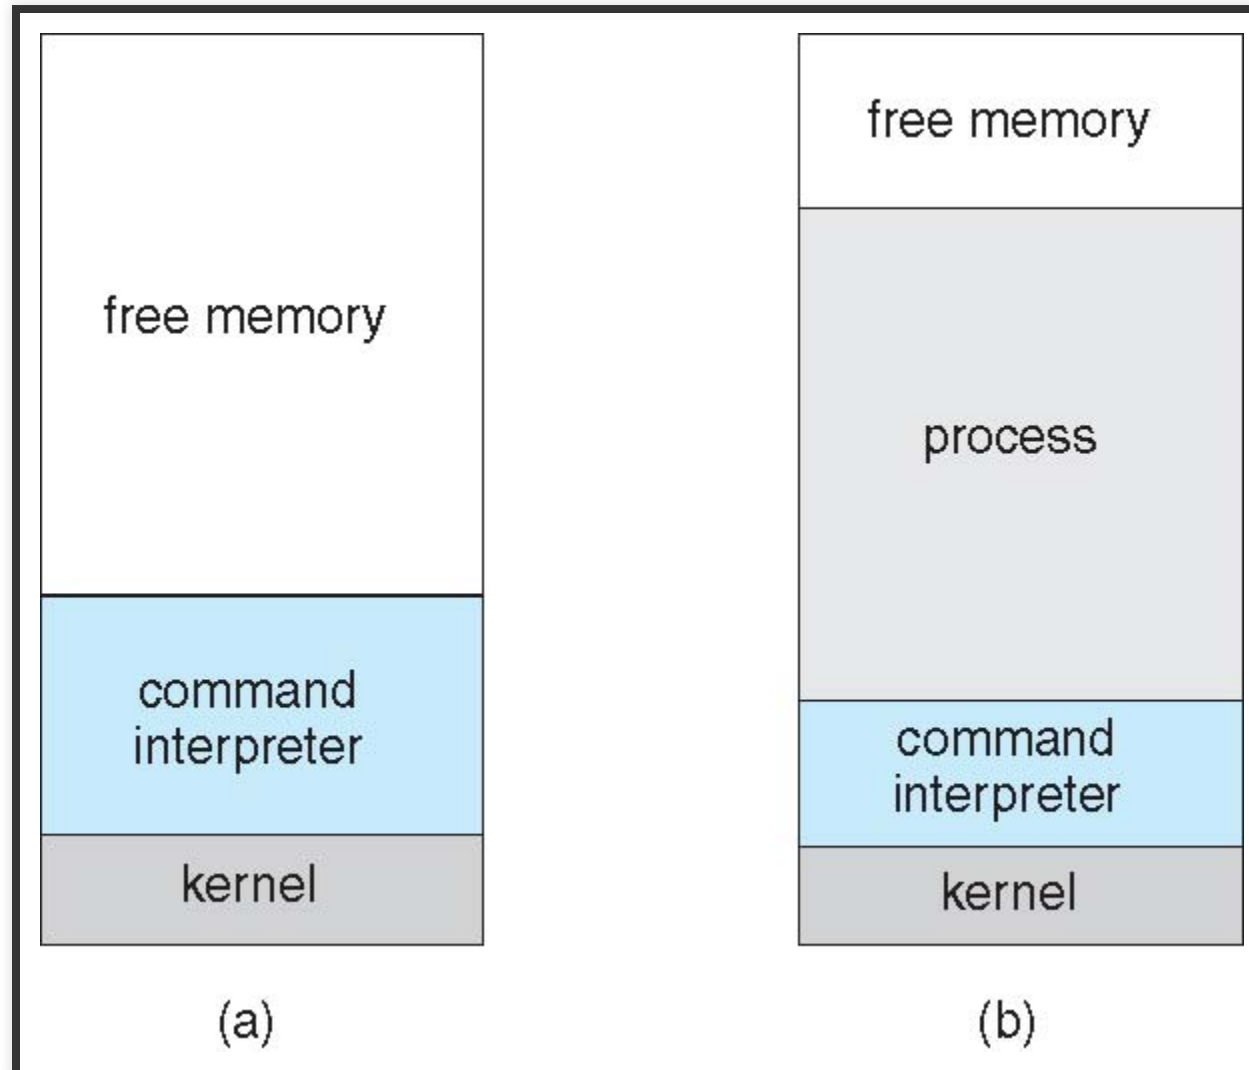 free memory
command
interpreter
kernel
(a)
free memory
process
command
interpreter
kernel
(b)